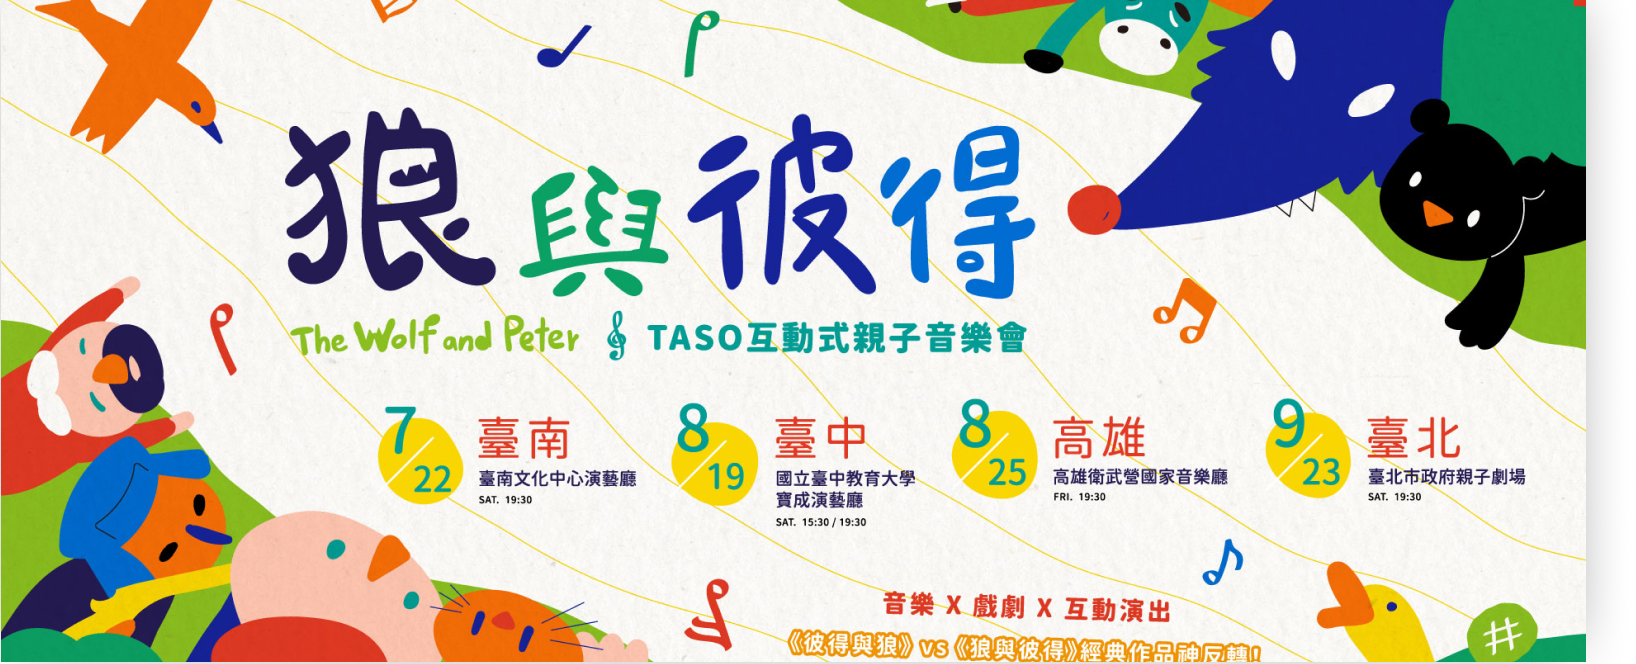 狼與彼得
The Wolf and Peter TASO互動式親子音樂會
7/22 臺南
臺南文化中心演藝廳
SAT. 19:30
8/19 臺中
國立臺中教育大學
寶成演藝廳
SAT. 15:30 / 19:30
8/25 高雄
高雄衛武營國家音樂廳
FRI. 19:30
9/23 臺北
臺北市政府親子劇場
SAT. 19:30
音樂 X 戲劇 X 互動演出
《彼得與狼》vs《狼與彼得》經典作品神反轉!